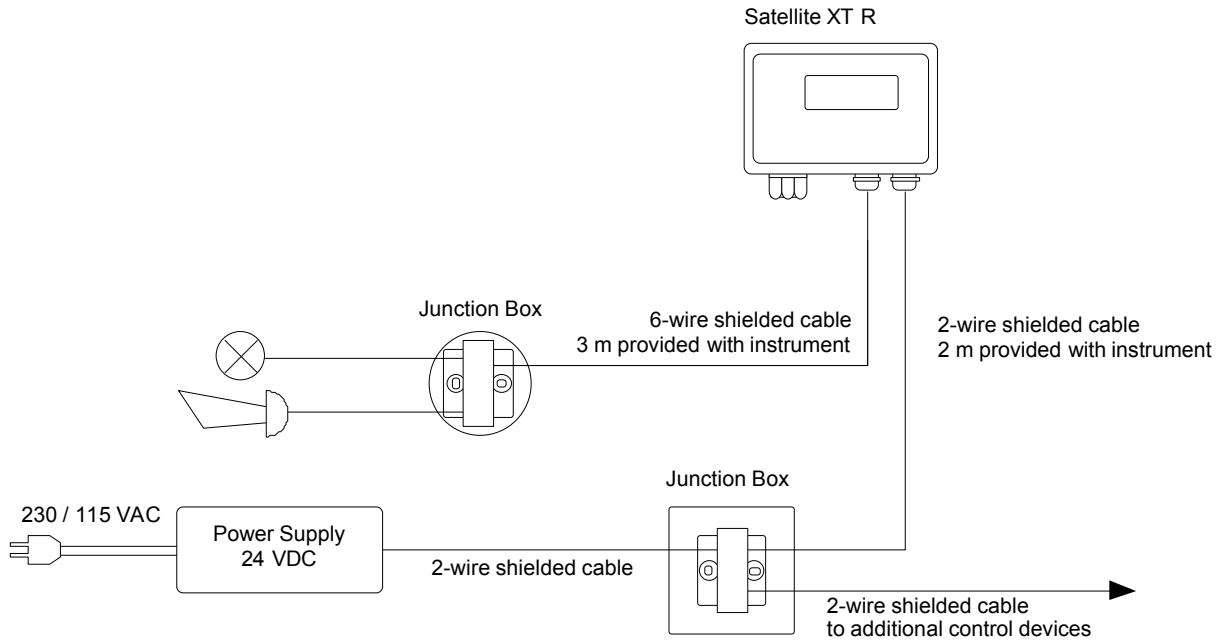 Satellite XT R
Junction Box
6-wire shielded cable
3 m provided with instrument
2-wire shielded cable
2 m provided with instrument
Junction Box
230 / 115 VAC
Power Supply
24 VDC
2-wire shielded cable
2-wire shielded cable
to additional control devices